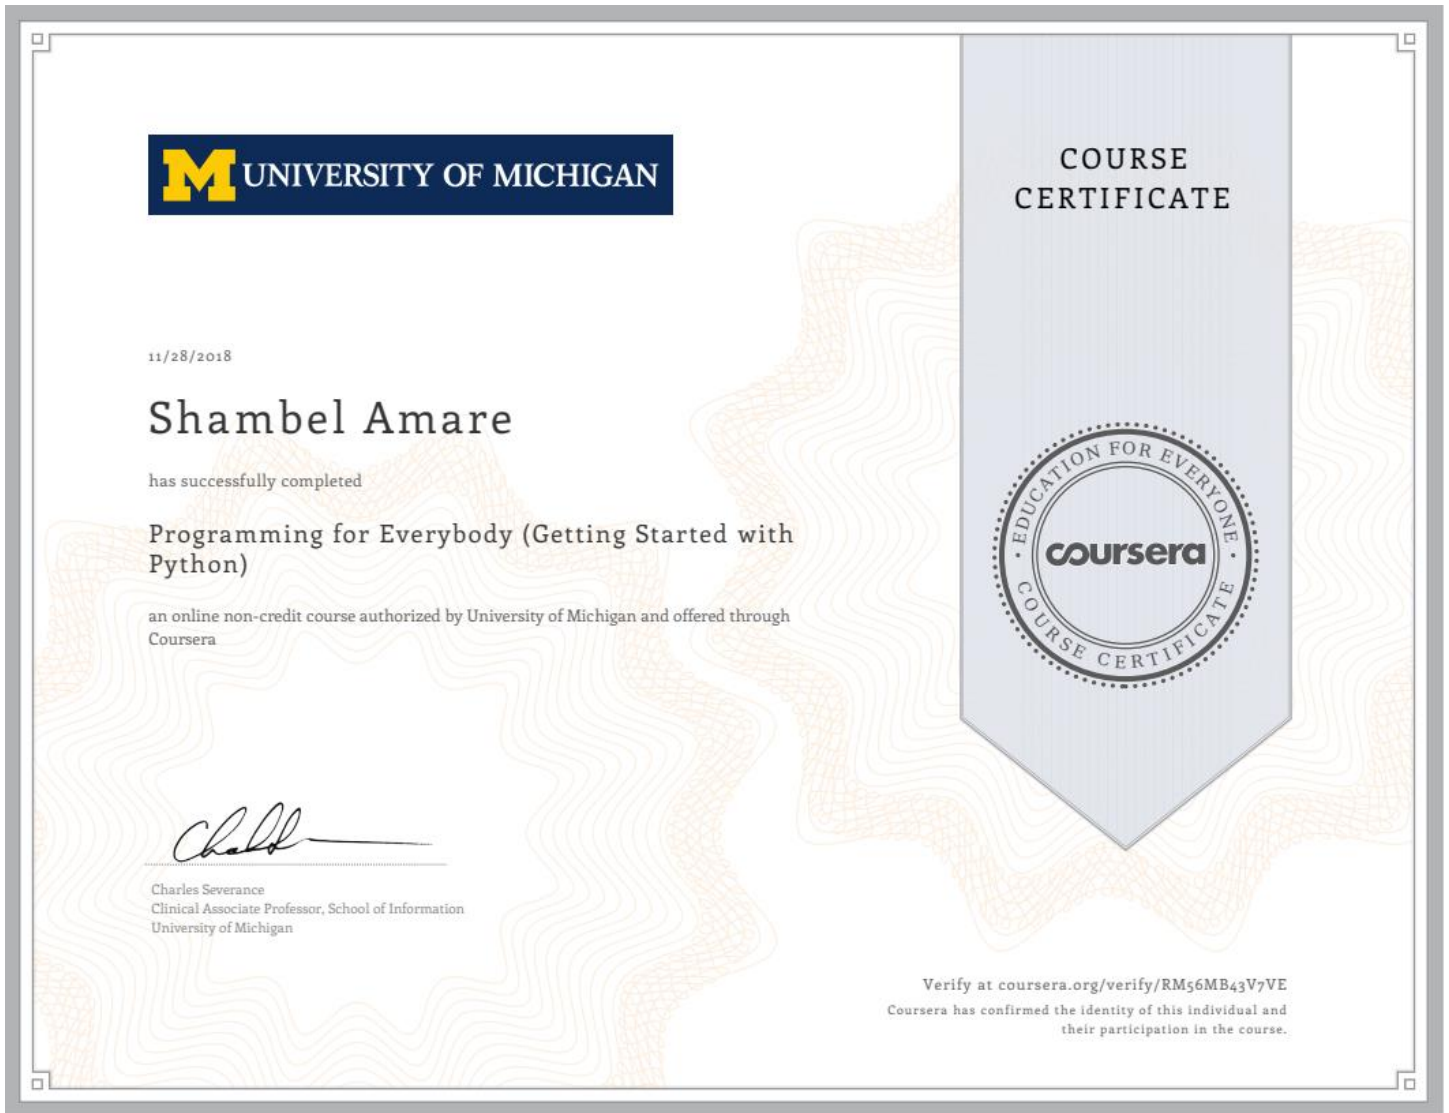 M UNIVERSITY OF MICHIGAN
COURSE
CERTIFICATE
11/28/2018
Shambel Amare
has successfully completed
Programming for Everybody (Getting Started with
Python)
an online non-credit course authorized by University of Michigan and offered through
Coursera
EDUCATION FOR EVERYONE
coursera
COURSE CERTIFICATE
Charles Severance
Clinical Associate Professor, School of Information
University of Michigan
Verify at coursera.org/verify/RM56MB43V7VE
Coursera has confirmed the identity of this individual and
their participation in the course.